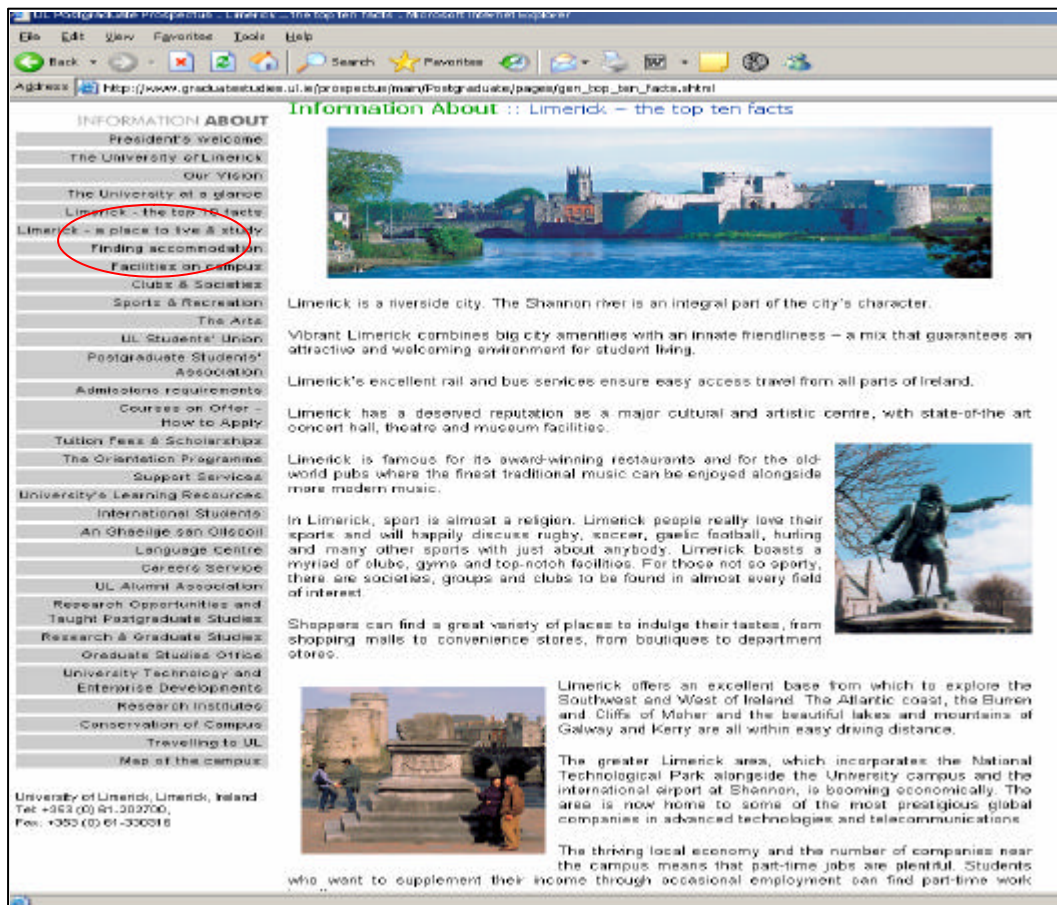 UL Postgraduate Prospectus - Limerick - the top ten facts - Microsoft Internet Explorer
File Edit View Favorites Tools Help
Back Search Favorites
Address http://www.graduatestudies.ul.ie/prospectus/main/Postgraduate/pages/gen_top_ten_facts.shtml
INFORMATION ABOUT
President's welcome
The University of Limerick
Our Vision
The University at a glance
Limerick - the top 10 facts
Limerick - a place to live & study
Finding accommodation
Facilities on campus
Clubs & Societies
Sports & Recreation
The Arts
UL Students' Union
Postgraduate Students'
Association
Admissions requirements
Courses on Offer -
How to Apply
Tuition Fees & Scholarships
The Orientation Programme
Support Services
University's Learning Resources
International Students
An Ghaeilge san Ollscoil
Language Centre
Careers Service
UL Alumni Association
Research Opportunities and
Taught Postgraduate Studies
Research & Graduate Studies
Graduate Studies Office
University Technology and
Enterprise Developments
Research Institutes
Conservation of Campus
Travelling to UL
Map of the campus
University of Limerick, Limerick, Ireland
Tel: +353 (0) 61-202700,
Fax: +353 (0) 61-330316
Information About :: Limerick – the top ten facts
Limerick is a riverside city. The Shannon river is an integral part of the city's character.
Vibrant Limerick combines big city amenities with an innate friendliness – a mix that guarantees an
attractive and welcoming environment for student living.
Limerick's excellent rail and bus services ensure easy access travel from all parts of Ireland.
Limerick has a deserved reputation as a major cultural and artistic centre, with state-of-the art
concert hall, theatre and museum facilities.
Limerick is famous for its award-winning restaurants and for the old-
world pubs where the finest traditional music can be enjoyed alongside
more modern music.
In Limerick, sport is almost a religion. Limerick people really love their
sports and will happily discuss rugby, soccer, gaelic football, hurling
and many other sports with just about anybody. Limerick boasts a
myriad of clubs, gyms and top-notch facilities. For those not so sporty,
there are societies, groups and clubs to be found in almost every field
of interest.
Shoppers can find a great variety of places to indulge their tastes, from
shopping malls to convenience stores, from boutiques to department
stores.
Limerick offers an excellent base from which to explore the
Southwest and West of Ireland. The Atlantic coast, the Burren
and Cliffs of Moher and the beautiful lakes and mountains of
Galway and Kerry are all within easy driving distance.
The greater Limerick area, which incorporates the National
Technological Park alongside the University campus and the
international airport at Shannon, is booming economically. The
area is now home to some of the most prestigious global
companies in advanced technologies and telecommunications
The thriving local economy and the number of companies near
the campus means that part-time jobs are plentiful. Students
who want to supplement their income through occasional employment can find part-time work